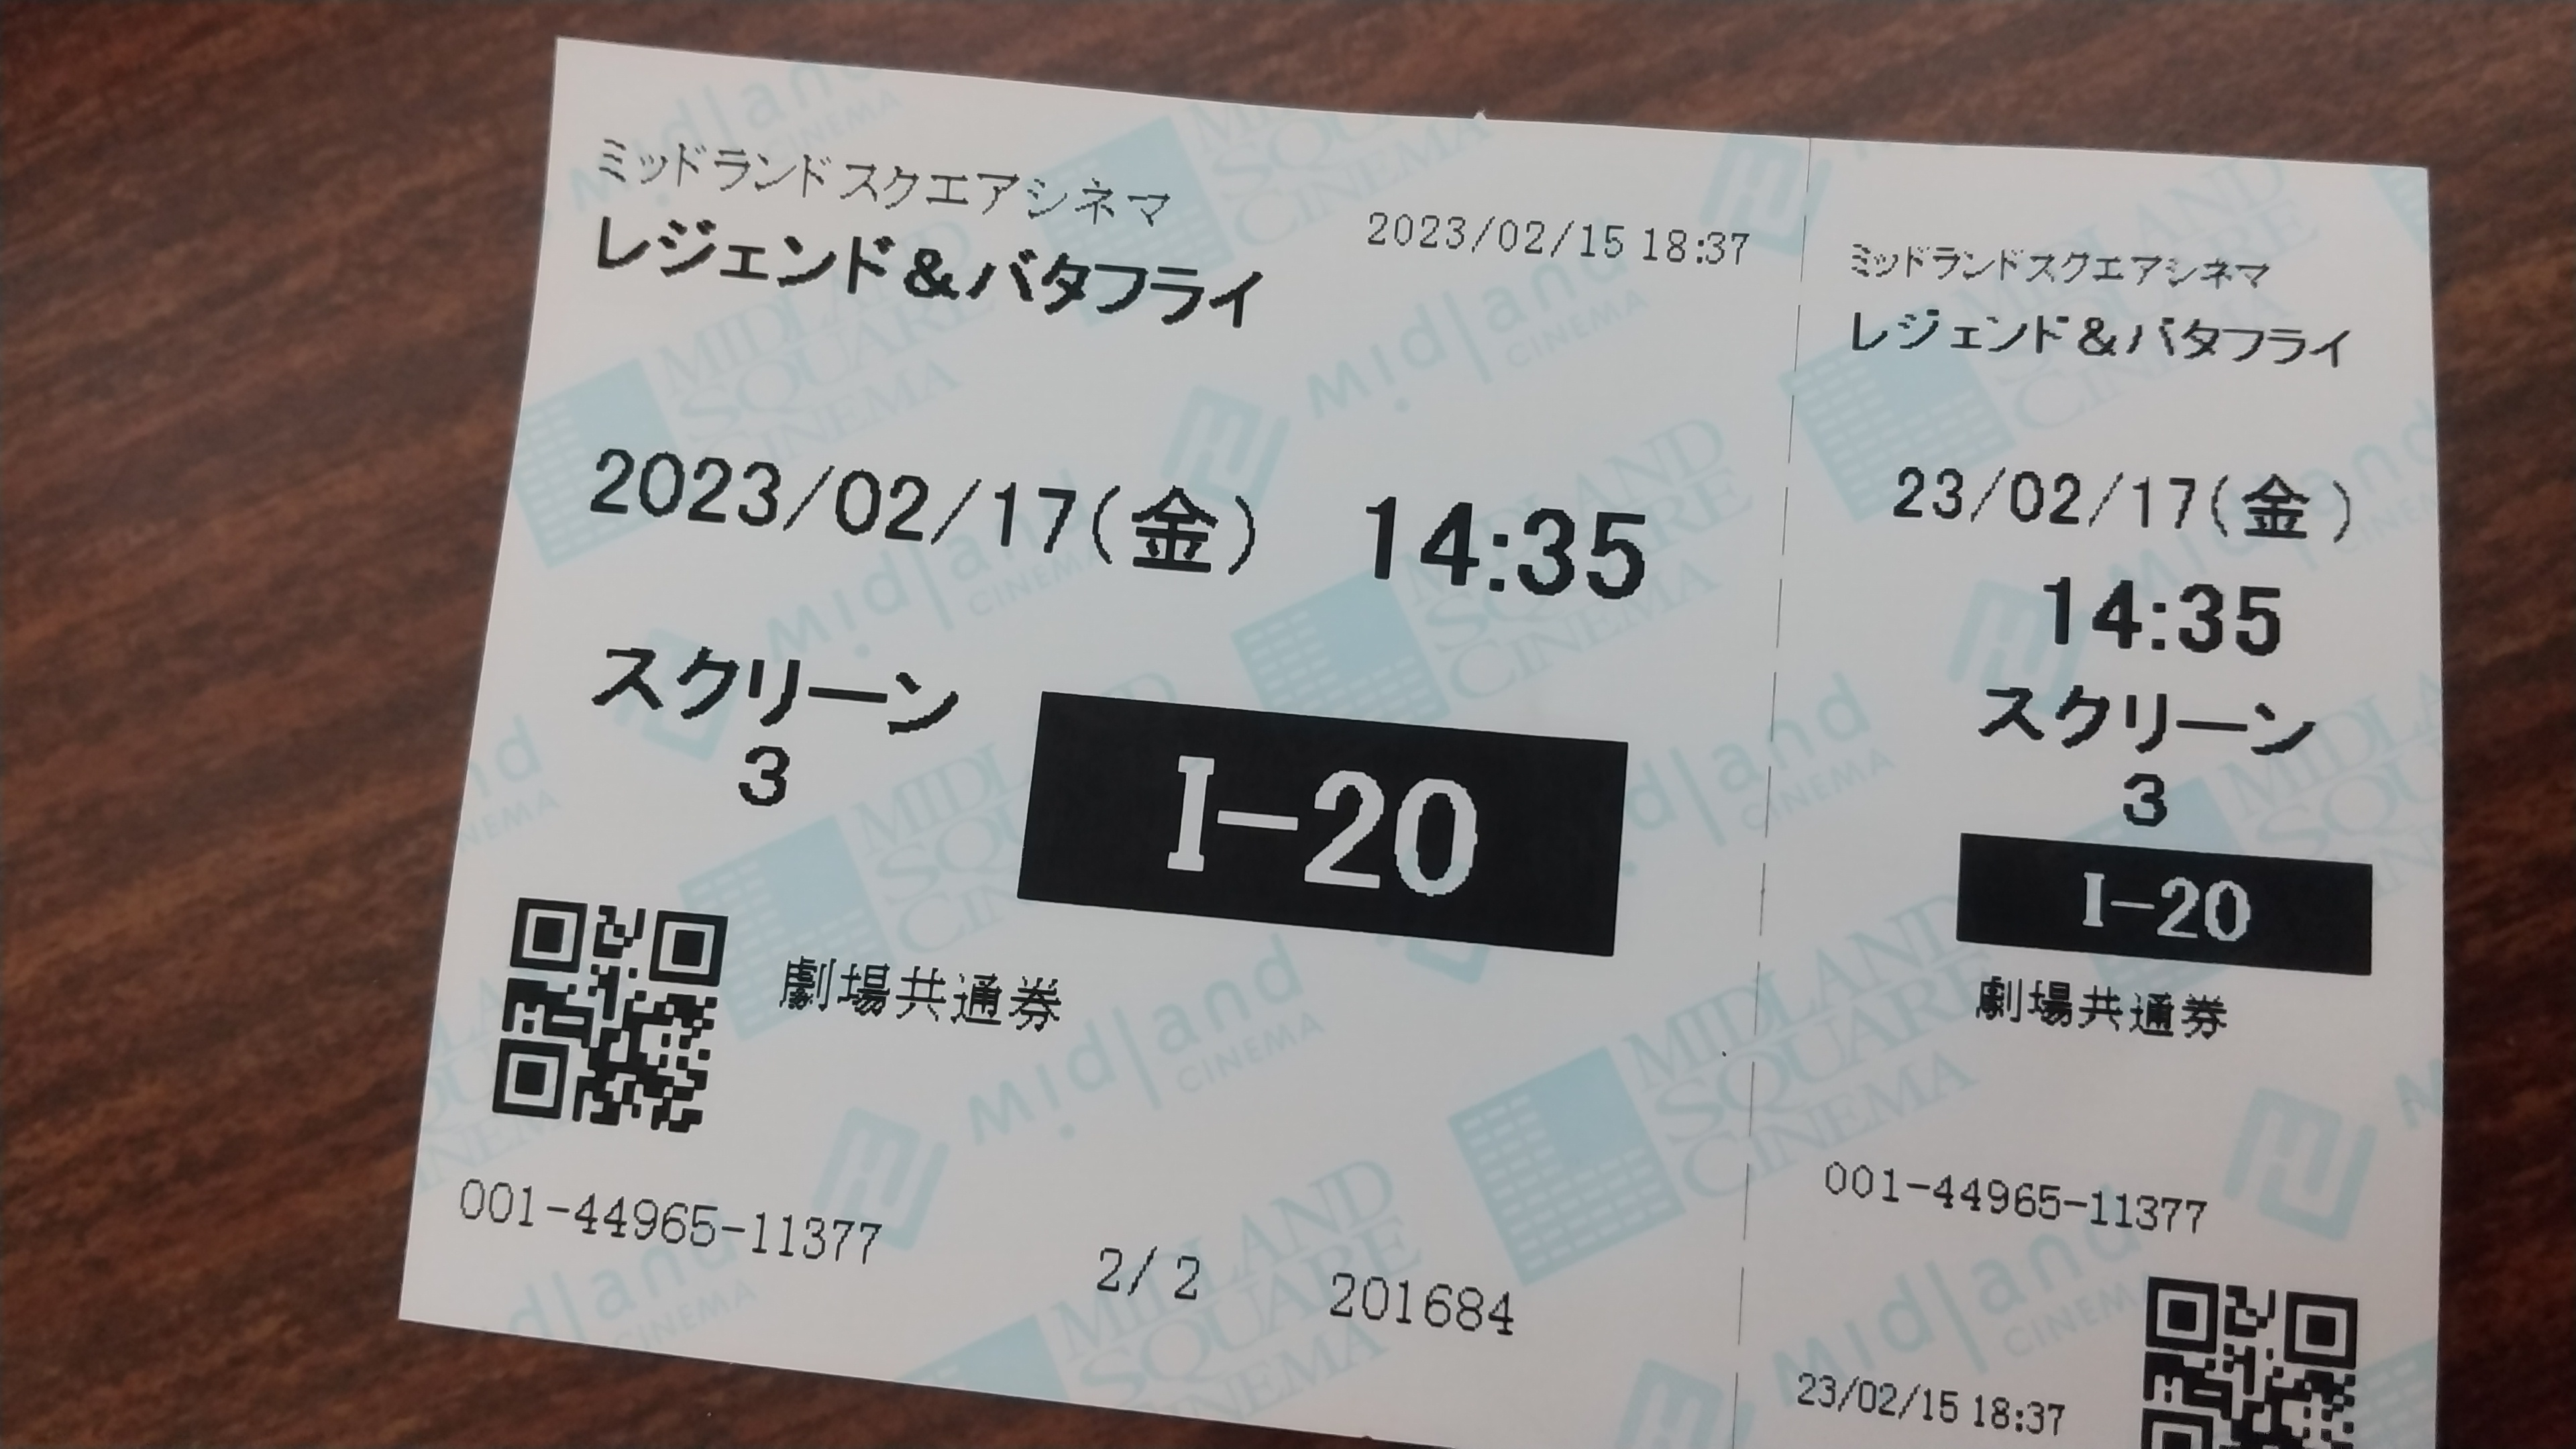 ミッドランドスクエアシネマ
2023/02/15 18:37
レジェンド&バタフライ
2023/02/17(金) 14:35
スクリーン
3
I-20
劇場共通券
001-44965-11377
2/ 2
201684
ミッドランドスクエアシネマ
レジェンド&バタフライ
23/02/17(金)
14:35
スクリーン
3
I-20
劇場共通券
001-44965-11377
23/02/15 18:37
midland
CINEMA
MIDLAND
SQUARE
CINEMA